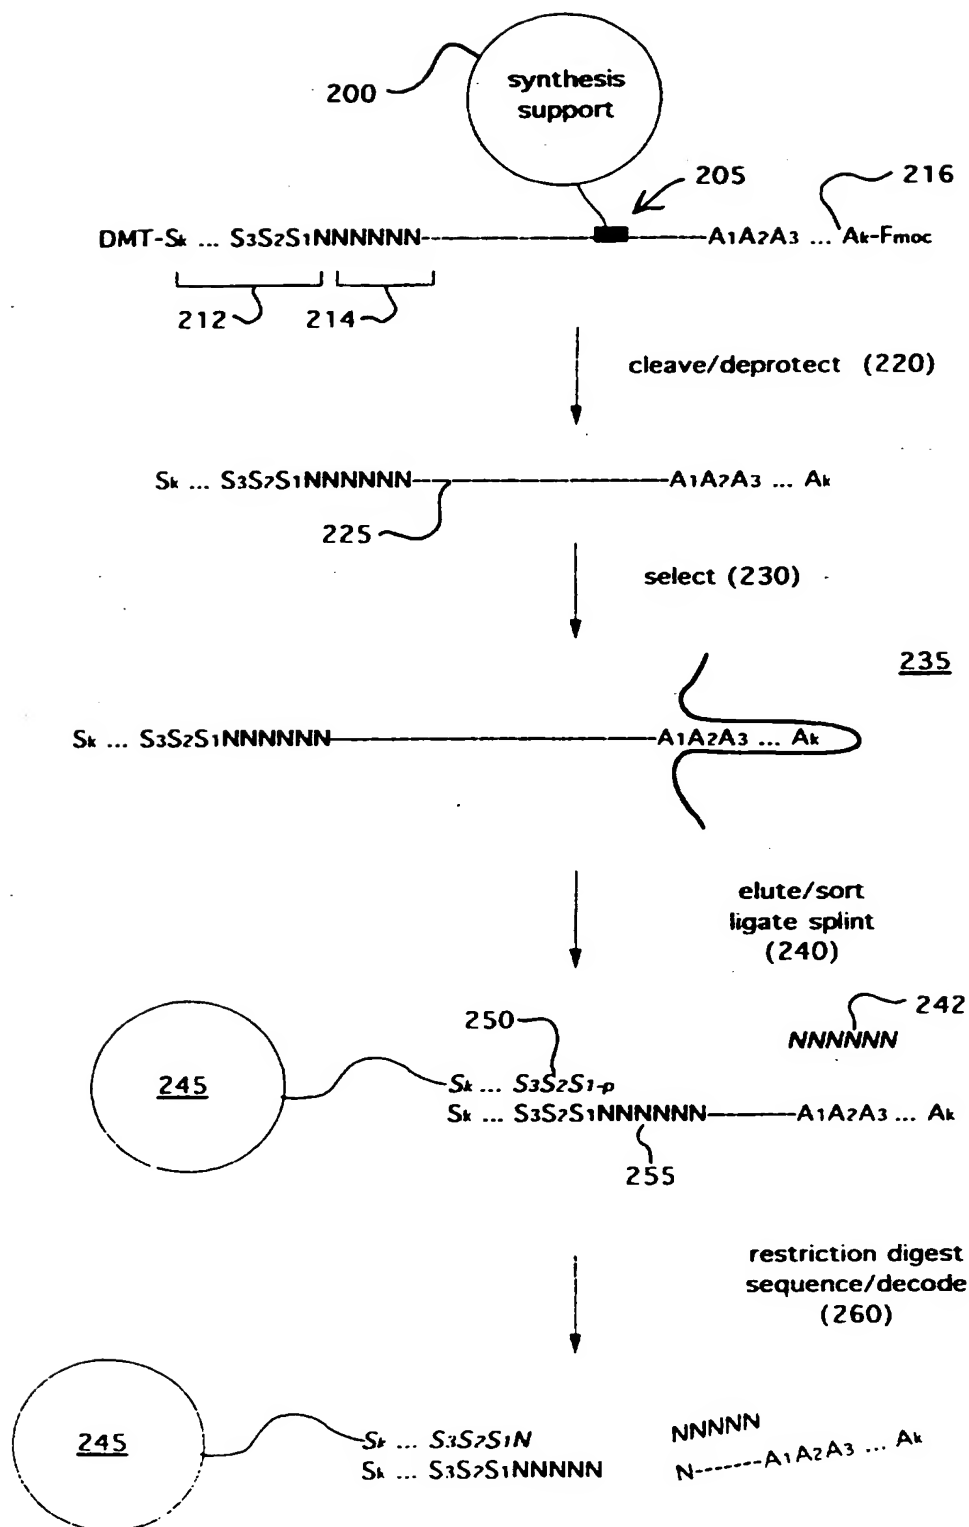 synthesis
support
200
205
216
DMT-Sk ... S3S2S1NNNNNN
A1A2A3 ... Ak-Fmoc
212
214
cleave/deprotect (220)
Sk ... S3S2S1NNNNNN
A1A2A3 ... Ak
225
select (230)
235
Sk ... S3S2S1NNNNNN
A1A2A3 ... Ak
elute/sort
ligate splint
(240)
250
242
NNNNNN
245
Sk ... S3S2S1-p
Sk ... S3S2S1NNNNNN
A1A2A3 ... Ak
255
restriction digest
sequence/decode
(260)
245
Sk ... S3S2S1N
Sk ... S3S2S1NNNNN
NNNNN
N-------A1A2A3 ... Ak